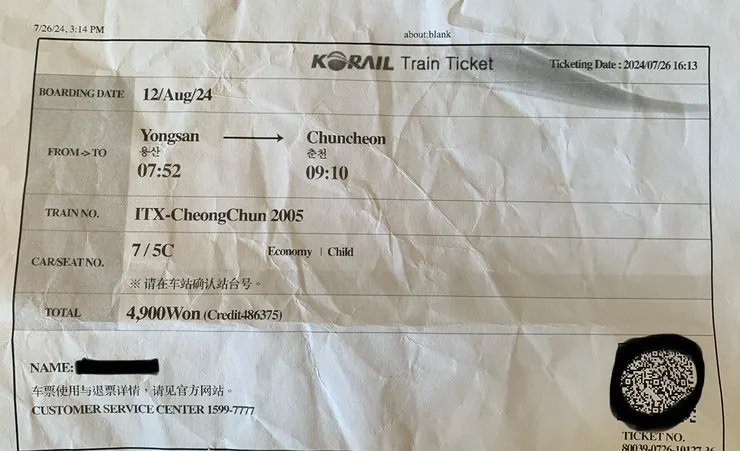 7/26/24, 3:14 PM
about:blank
KORAIL Train Ticket
Ticketing Date : 2024/07/26 16:13
BOARDING DATE
12/Aug/24
FROM -> TO
Yongsan → Chuncheon
용산 춘천
07:52 09:10
TRAIN NO.
ITX-CheongChun 2005
CAR/SEAT NO.
7 / 5C Economy | Child
※ 请在车站确认站台号。
TOTAL
4,900Won (Credit486375)
NAME:
车票使用与退票详情，请见官方网站。
CUSTOMER SERVICE CENTER 1599-7777
TICKET NO.
80039-0726-10127-36